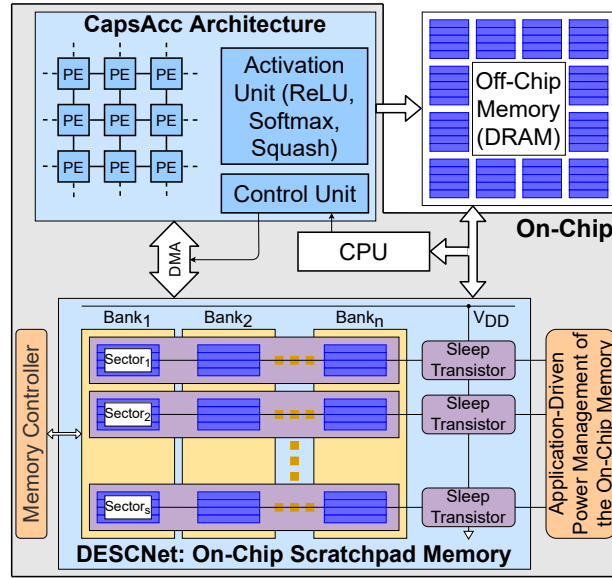 CapsAcc Architecture
PE PE PE
PE PE PE
PE PE PE
Activation
Unit (ReLU,
Softmax,
Squash)
Control Unit
Off-Chip
Memory
(DRAM)
On-Chip
DMA
CPU
Bank1
Bank2
Bankn
VDD
Memory Controller
Sector1
Sector2
Sectors
Sleep
Transistor
Sleep
Transistor
Sleep
Transistor
Application-Driven
Power Management of
the On-Chip Memory
DESCNet: On-Chip Scratchpad Memory